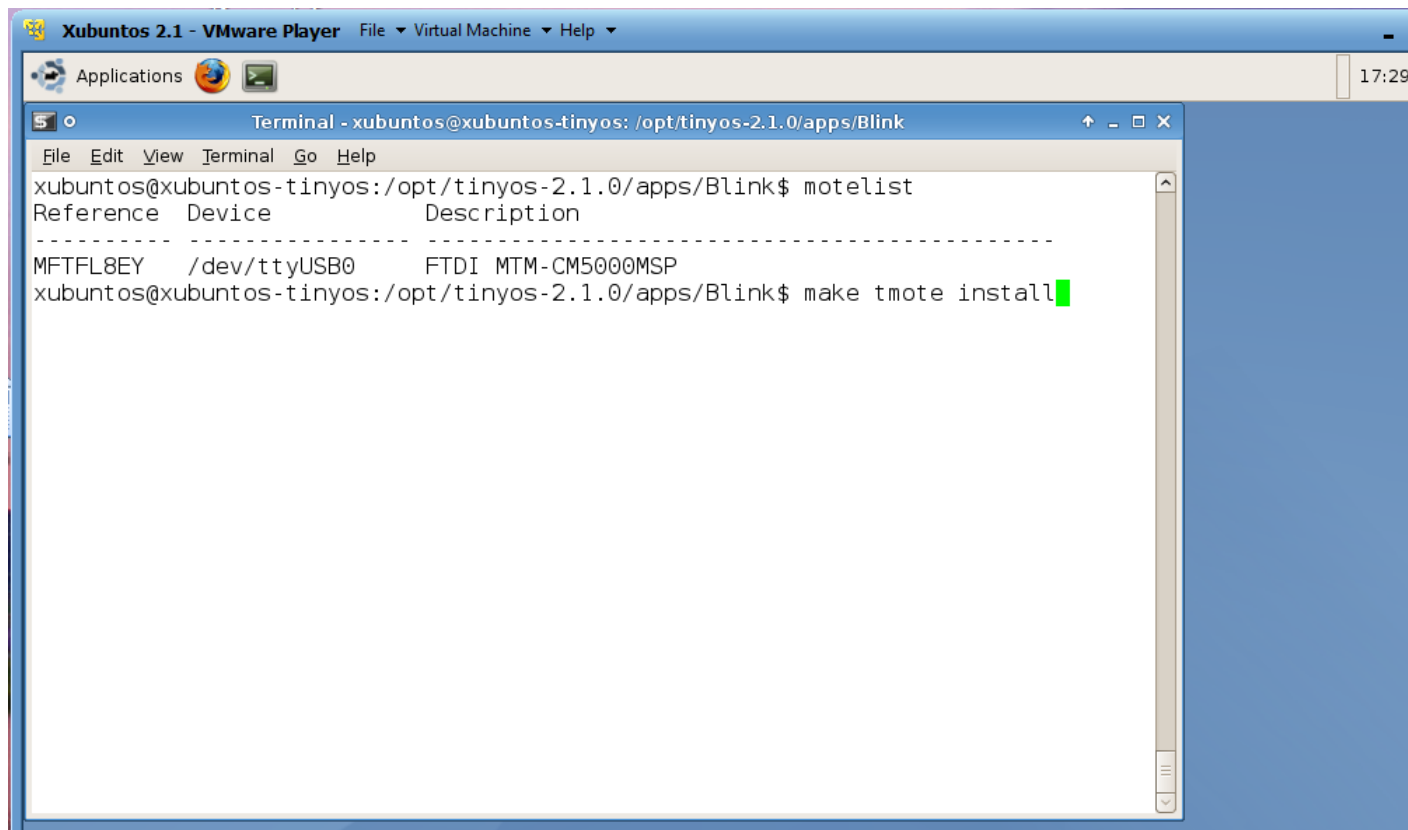 Xubuntos 2.1 - VMware Player File Virtual Machine Help
Applications
17:29
Terminal - xubuntos@xubuntos-tinyos: /opt/tinyos-2.1.0/apps/Blink
File Edit View Terminal Go Help
xubuntos@xubuntos-tinyos:/opt/tinyos-2.1.0/apps/Blink$ motelist
Reference Device Description
---------- ---------------- ---------------------------------------------
MFTFL8EY /dev/ttyUSB0 FTDI MTM-CM5000MSP
xubuntos@xubuntos-tinyos:/opt/tinyos-2.1.0/apps/Blink$ make tmote install